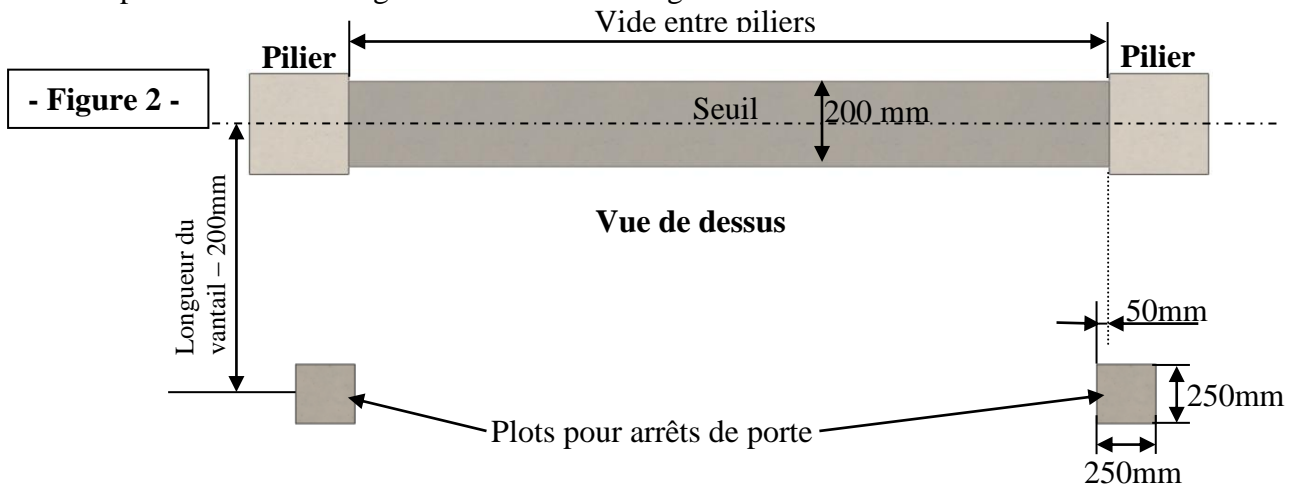 Vide entre piliers
Pilier
Pilier
- Figure 2 -
Seuil
200 mm
Longueur du
vantail – 200mm
Vue de dessus
50mm
250mm
Plots pour arrêts de porte
250mm